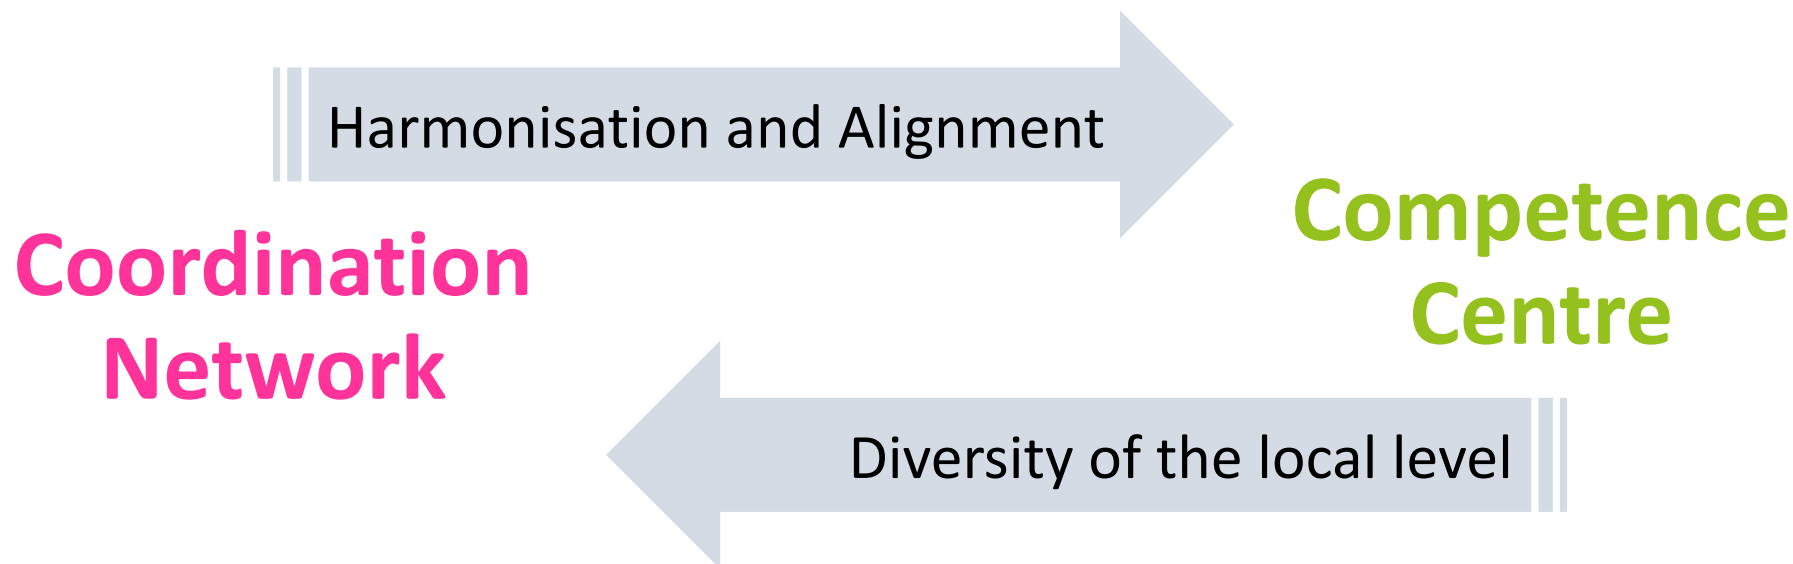 Harmonisation and Alignment
Coordination
Network
Competence
Centre
Diversity of the local level